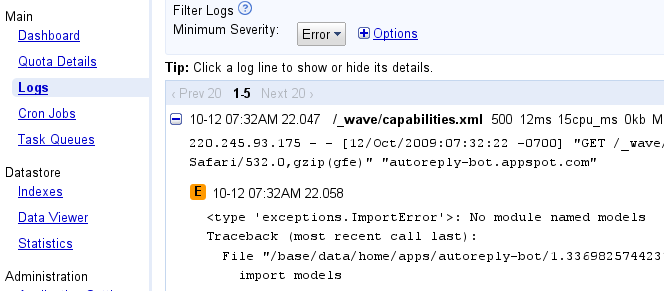 Main
Dashboard
Quota Details
Logs
Cron Jobs
Task Queues
Datastore
Indexes
Data Viewer
Statistics
Administration
Filter Logs ?
Minimum Severity: Error Options
Tip: Click a log line to show or hide its details.
‹ Prev 20 1-5 Next 20 ›
10-12 07:32AM 22.047 /_wave/capabilities.xml 500 12ms 15cpu_ms 0kb M
220.245.93.175 - - [12/Oct/2009:07:32:22 -0700] "GET /_wave/
Safari/532.0,gzip(gfe)" "autoreply-bot.appspot.com"
E 10-12 07:32AM 22.058
<type 'exceptions.ImportError'>: No module named models
Traceback (most recent call last):
File "/base/data/home/apps/autoreply-bot/1.336982574423
import models